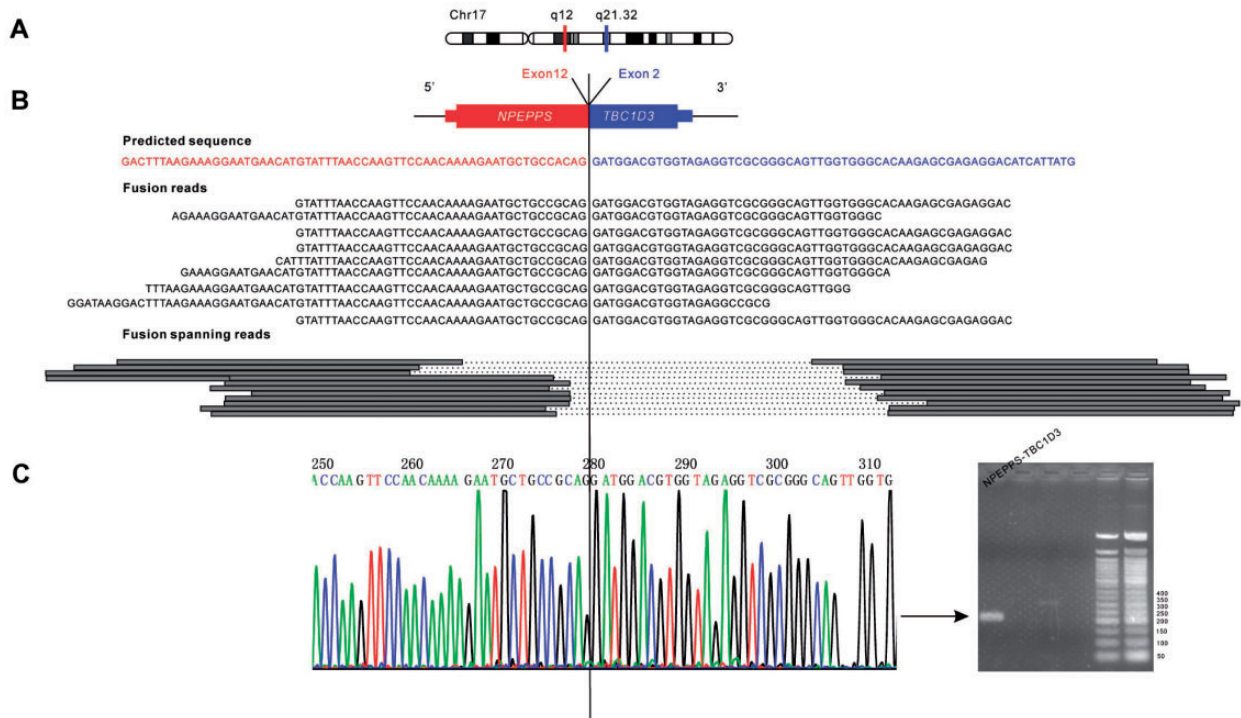 A
Chr17 q12 q21.32
Exon12 Exon 2
B
5' 3'
NPEPPS TBC1D3
Predicted sequence
GACTTTAAGAAAGGAATGAACATGTATTTAACCAAGTTCCAACAAAAGAATGCTGCCACAG GATGGACGTGGTAGAGGTCGCGGGCAGTTGGTGGGCACAAGAGCGAGAGGACATCATTATG
Fusion reads
GTATTTAACCAAGTTCCAACAAAAGAATGCTGCCGCAG GATGGACGTGGTAGAGGTCGCGGGCAGTTGGTGGGCACAAGAGCGAGAGGAC
AGAAAGGAATGAACATGTATTTAACCAAGTTCCAACAAAAGAATGCTGCCGCAG GATGGACGTGGTAGAGGTCGCGGGCAGTTGGTGGGC
GTATTTAACCAAGTTCCAACAAAAGAATGCTGCCGCAG GATGGACGTGGTAGAGGTCGCGGGCAGTTGGTGGGCACAAGAGCGAGAGGAC
GTATTTAACCAAGTTCCAACAAAAGAATGCTGCCGCAG GATGGACGTGGTAGAGGTCGCGGGCAGTTGGTGGGCACAAGAGCGAGAGGAC
CATTTATTTAACCAAGTTCCAACAAAAGAATGCTGCCGCAG GATGGACGTGGTAGAGGTCGCGGGCAGTTGGTGGGCACAAGAGCGAGAG
GAAAGGAATGAACATGTATTTAACCAAGTTCCAACAAAAGAATGCTGCCGCAG GATGGACGTGGTAGAGGTCGCGGGCAGTTGGTGGGCA
TTTAAGAAAGGAATGAACATGTATTTAACCAAGTTCCAACAAAAGAATGCTGCCGCAG GATGGACGTGGTAGAGGTCGCGGGCAGTTGGG
GGATAAGGACTTTAAGAAAGGAATGAACATGTATTTAACCAAGTTCCAACAAAAGAATGCTGCCGCAG GATGGACGTGGTAGAGGCCGCG
GTATTTAACCAAGTTCCAACAAAAGAATGCTGCCGCAG GATGGACGTGGTAGAGGTCGCGGGCAGTTGGTGGGCACAAGAGCGAGAGGAC
Fusion spanning reads
C
250 260 270 280 290 300 310
ACCAAGTTCCAACAAAAGAATGCTGCCGCAGGATGGACGTGGTAGAGGTCGCGGGCAGTTGGTG
NPEPPS-TBC1D3
400
350
300
250
200
150
100
50